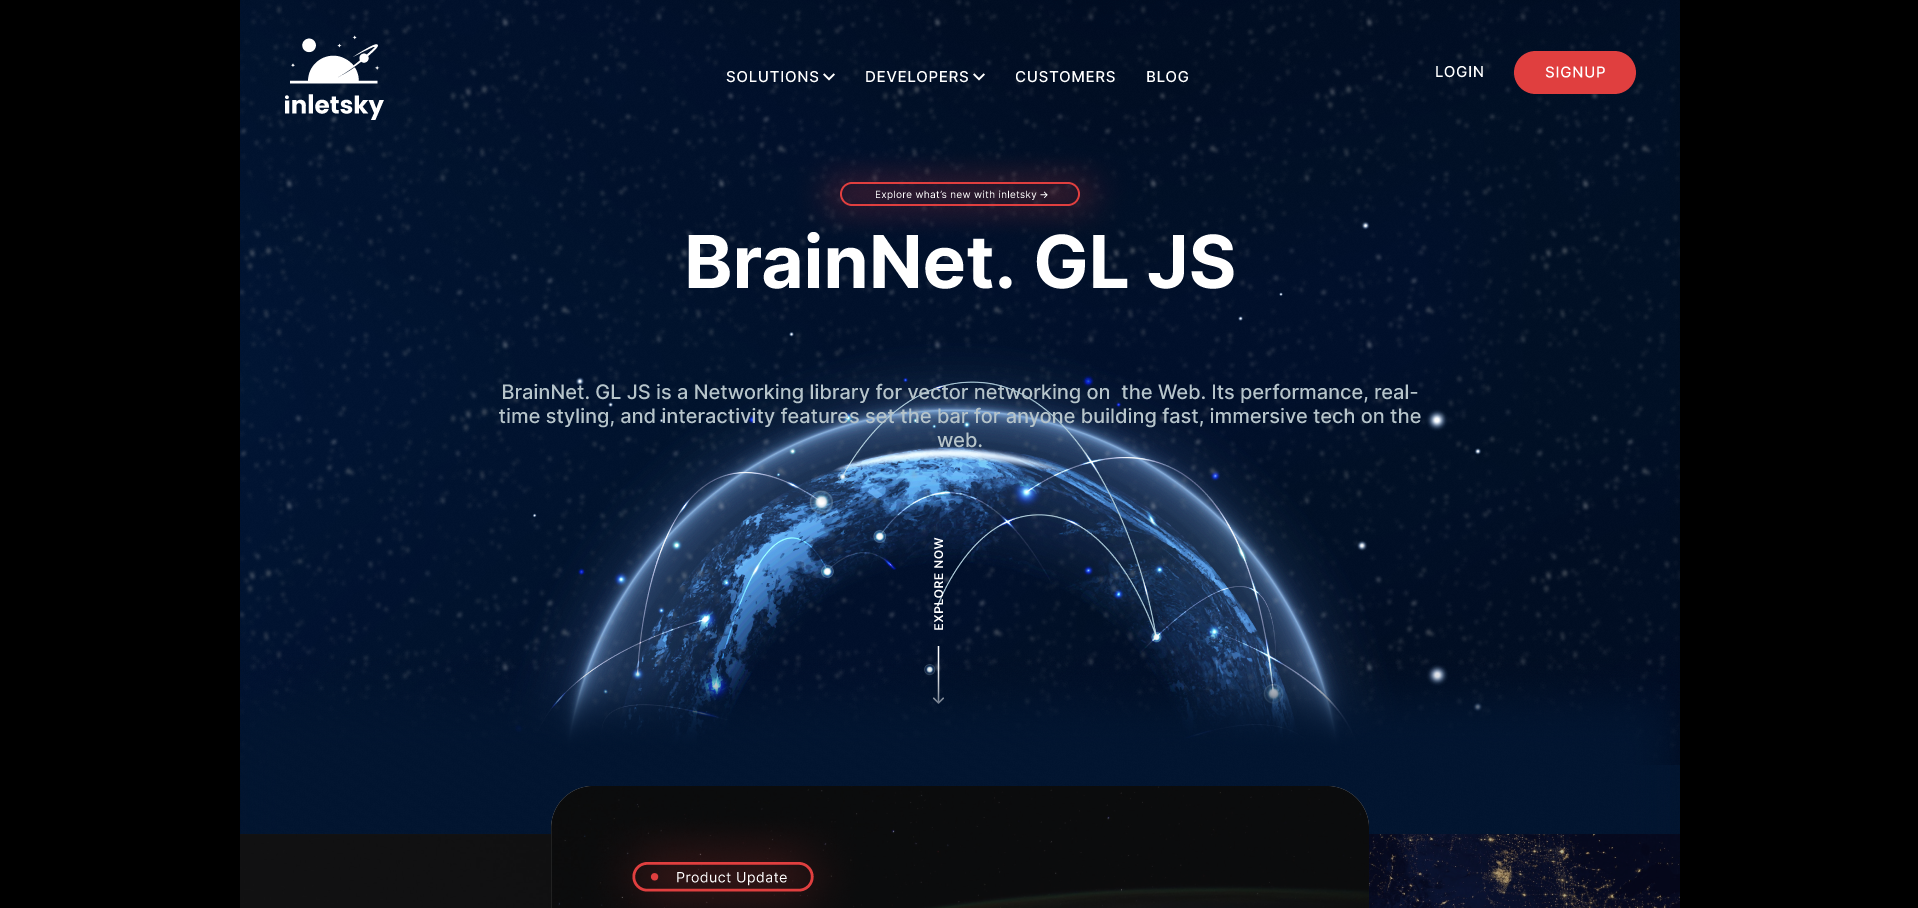 inletsky
SOLUTIONS
DEVELOPERS
CUSTOMERS
BLOG
LOGIN
SIGNUP
Explore what's new with inletsky →
BrainNet. GL JS
BrainNet. GL JS is a Networking library for vector networking on  the Web. Its performance, real-
time styling, and interactivity features set the bar for anyone building fast, immersive tech on the
web.
EXPLORE NOW
Product Update